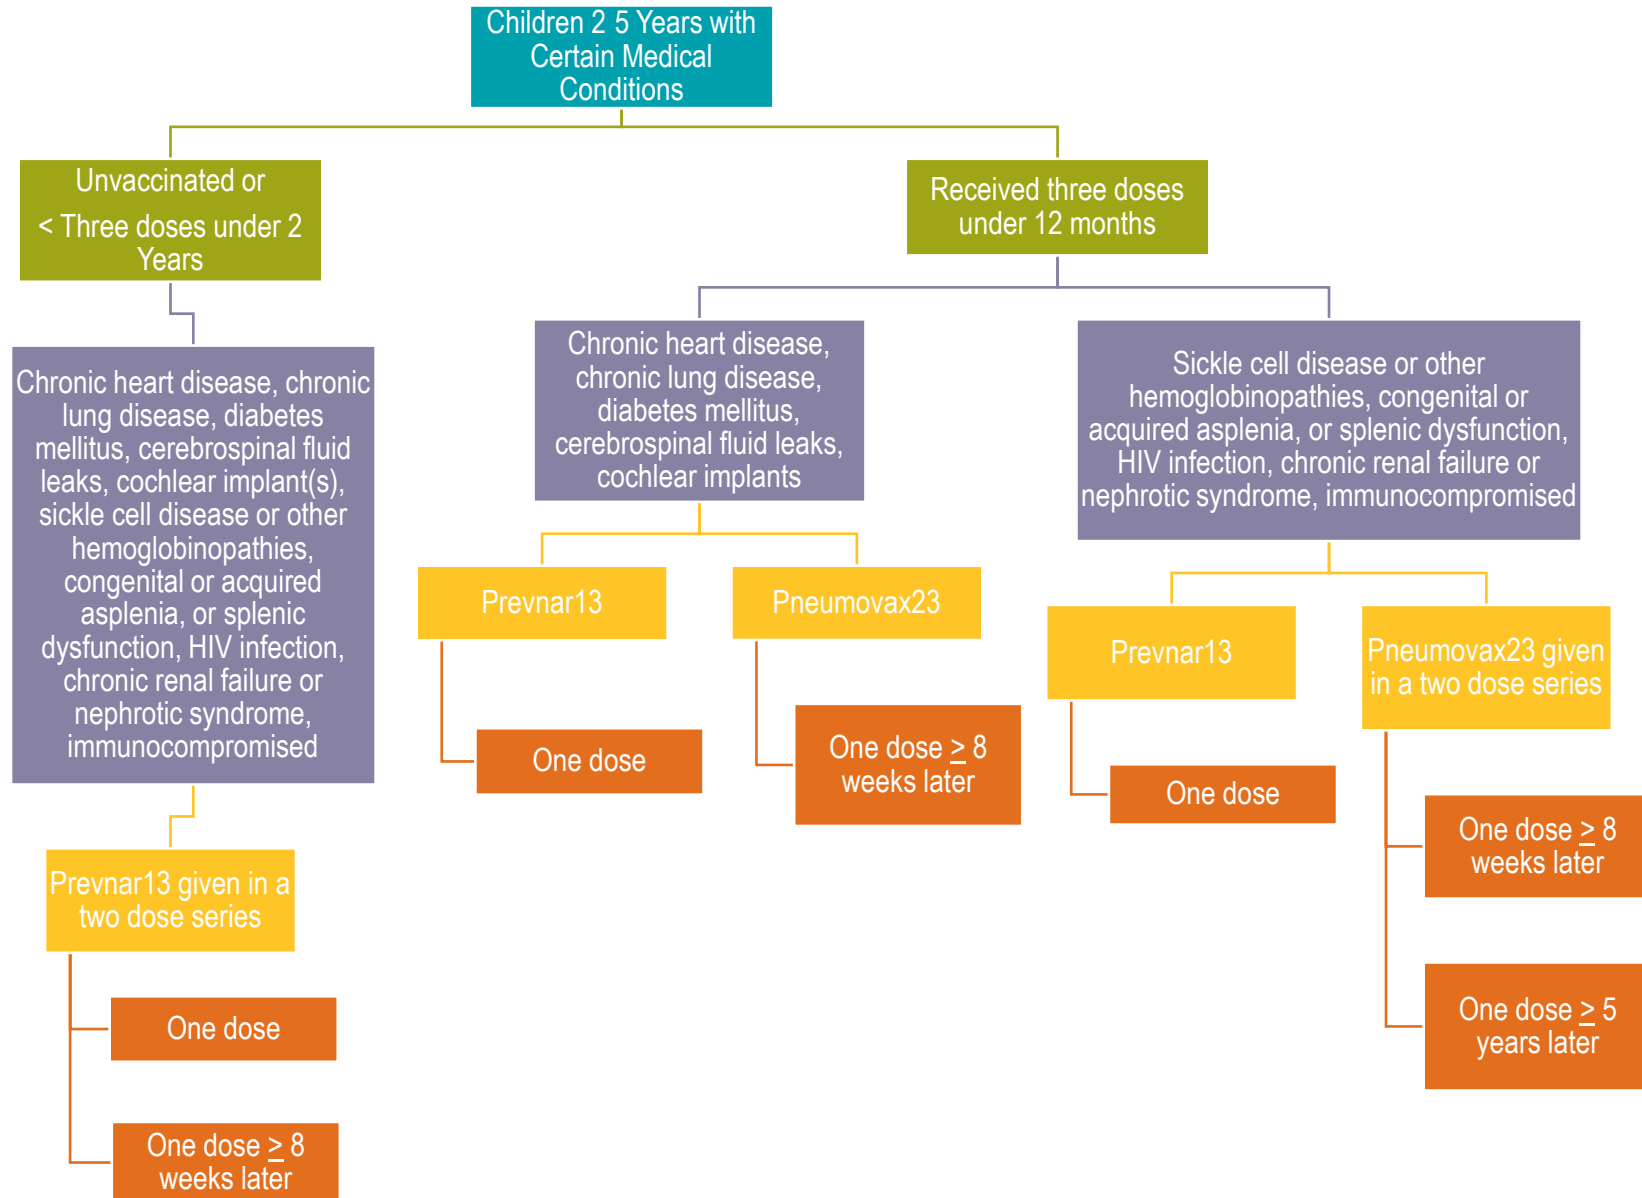 Children 2 5 Years with
Certain Medical
Conditions
Unvaccinated or
< Three doses under 2
Years
Received three doses
under 12 months
Chronic heart disease, chronic
lung disease, diabetes
mellitus, cerebrospinal fluid
leaks, cochlear implant(s),
sickle cell disease or other
hemoglobinopathies,
congenital or acquired
asplenia, or splenic
dysfunction, HIV infection,
chronic renal failure or
nephrotic syndrome,
immunocompromised
Chronic heart disease,
chronic lung disease,
diabetes mellitus,
cerebrospinal fluid leaks,
cochlear implants
Sickle cell disease or other
hemoglobinopathies, congenital or
acquired asplenia, or splenic dysfunction,
HIV infection, chronic renal failure or
nephrotic syndrome, immunocompromised
Prevnar13
Pneumovax23
Prevnar13
Pneumovax23 given
in a two dose series
One dose
One dose ≥ 8
weeks later
One dose
One dose ≥ 8
weeks later
One dose ≥ 5
years later
Prevnar13 given in a
two dose series
One dose
One dose ≥ 8
weeks later